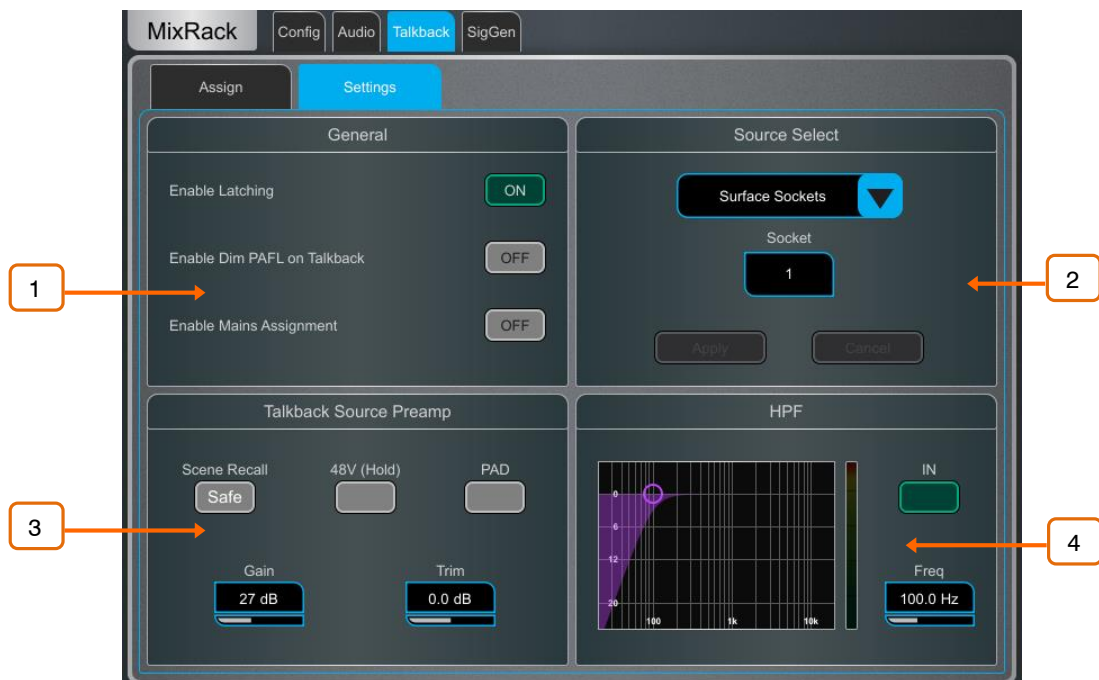 MixRack Config Audio Talkback SigGen
Assign Settings
General
Enable Latching ON
Enable Dim PAFL on Talkback OFF
Enable Mains Assignment OFF
1
Source Select
Surface Sockets
Socket
1
Apply Cancel
2
Talkback Source Preamp
Scene Recall 48V (Hold) PAD
Safe
Gain Trim
27 dB 0.0 dB
3
HPF
0
6
12
20
100 1k 10k
IN
Freq
100.0 Hz
4